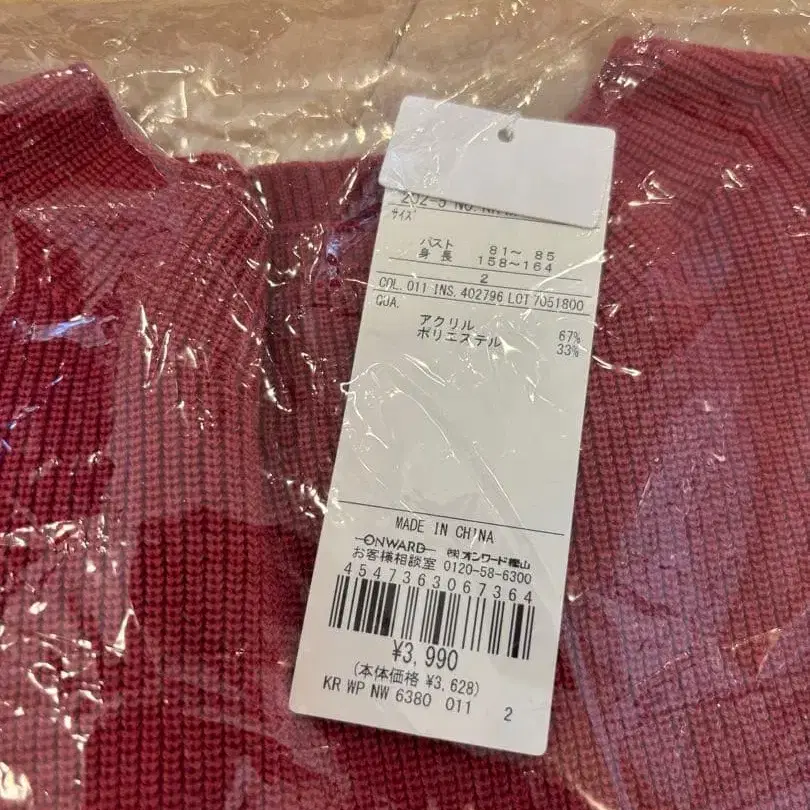 202-5 No.
サイズ
バスト 81〜 85
身長 158〜164
2
COL. 011 INS. 402796 LOT 7051800
QUA.
アクリル 67%
ポリエステル 33%
MADE IN CHINA
ONWARD ㈱オンワード樫山
お客様相談室 0120-58-6300
4547363067364
¥3,990
(本体価格 ¥3,628)
KR WP NW 6380 011 2